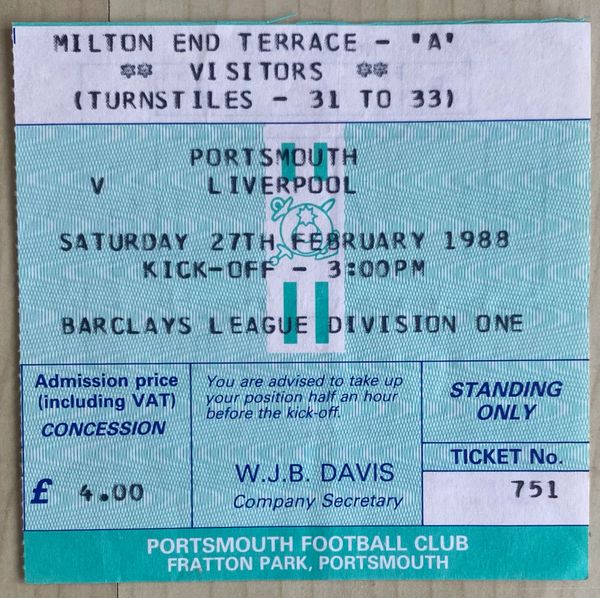 MILTON END TERRACE - "A"
** VISITORS **
(TURNSTILES - 31 TO 33)
PORTSMOUTH
V LIVERPOOL
SATURDAY 27TH FEBRUARY 1988
KICK-OFF - 3:00PM
BARCLAYS LEAGUE DIVISION ONE
Admission price
(including VAT)
CONCESSION
£ 4.00
You are advised to take up
your position half an hour
before the kick-off.
W.J.B. DAVIS
Company Secretary
STANDING
ONLY
TICKET No.
751
PORTSMOUTH FOOTBALL CLUB
FRATTON PARK, PORTSMOUTH